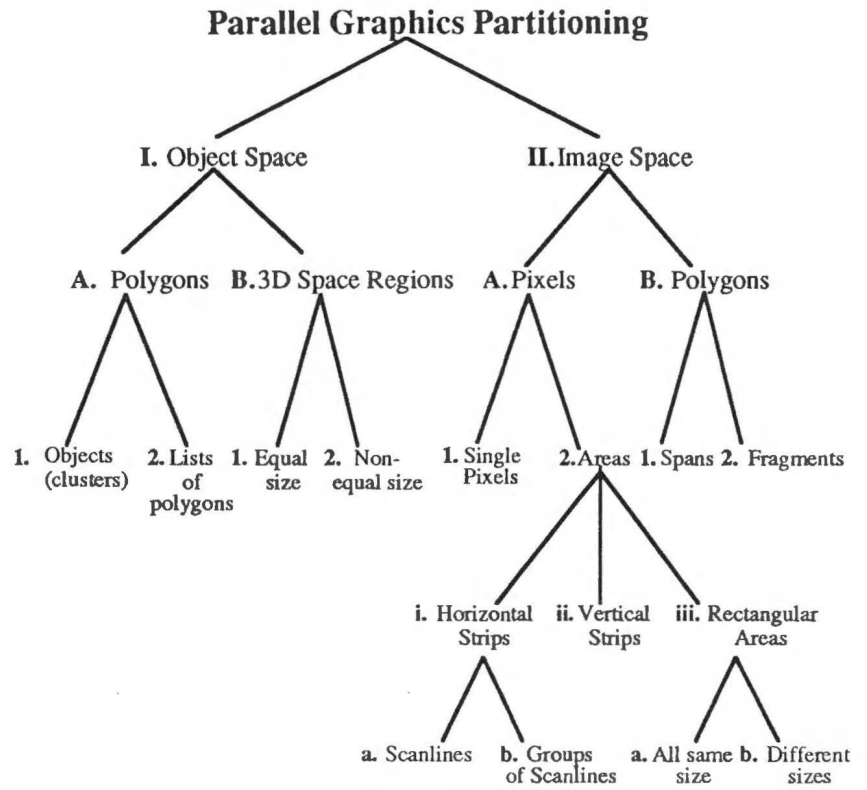 Parallel Graphics Partitioning
I. Object Space
II. Image Space
A. Polygons
B. 3D Space Regions
A. Pixels
B. Polygons
1. Objects
(clusters)
2. Lists
of
polygons
1. Equal
size
2. Non-
equal size
1. Single
Pixels
2. Areas
1. Spans
2. Fragments
i. Horizontal
Strips
ii. Vertical
Strips
iii. Rectangular
Areas
a. Scanlines
b. Groups
of Scanlines
a. All same
size
b. Different
sizes